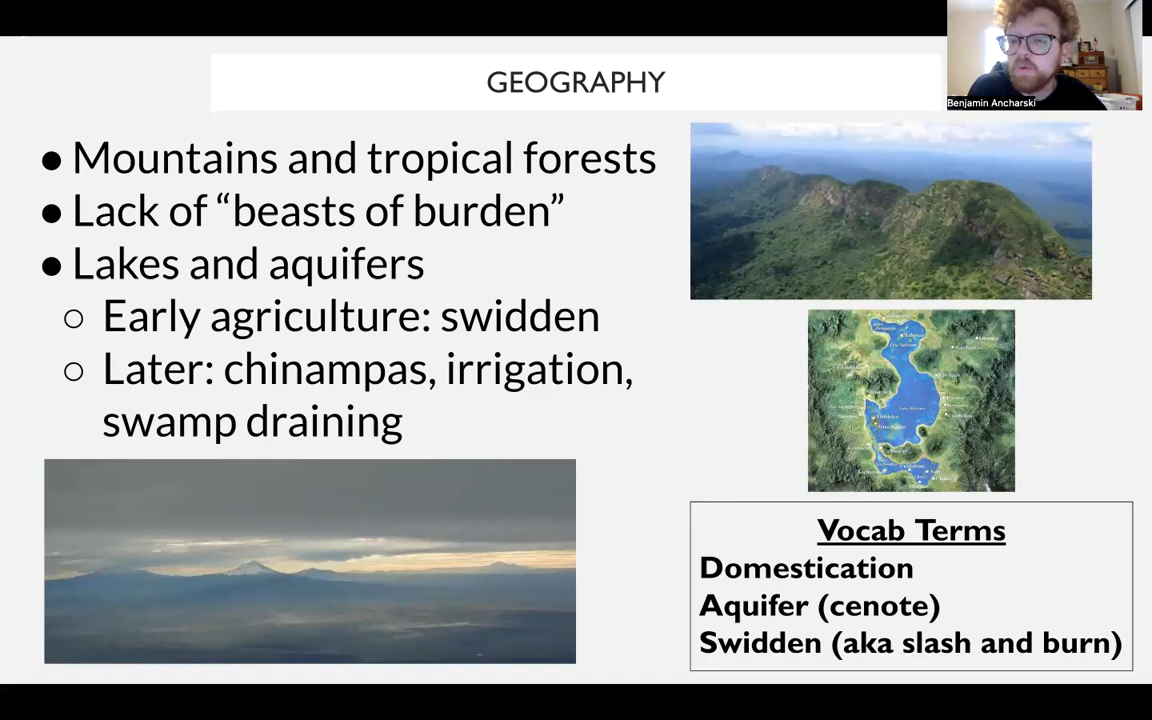 GEOGRAPHY
Benjamin Ancharski
● Mountains and tropical forests
● Lack of “beasts of burden”
● Lakes and aquifers
○ Early agriculture: swidden
○ Later: chinampas, irrigation,
swamp draining
Vocab Terms
Domestication
Aquifer (cenote)
Swidden (aka slash and burn)